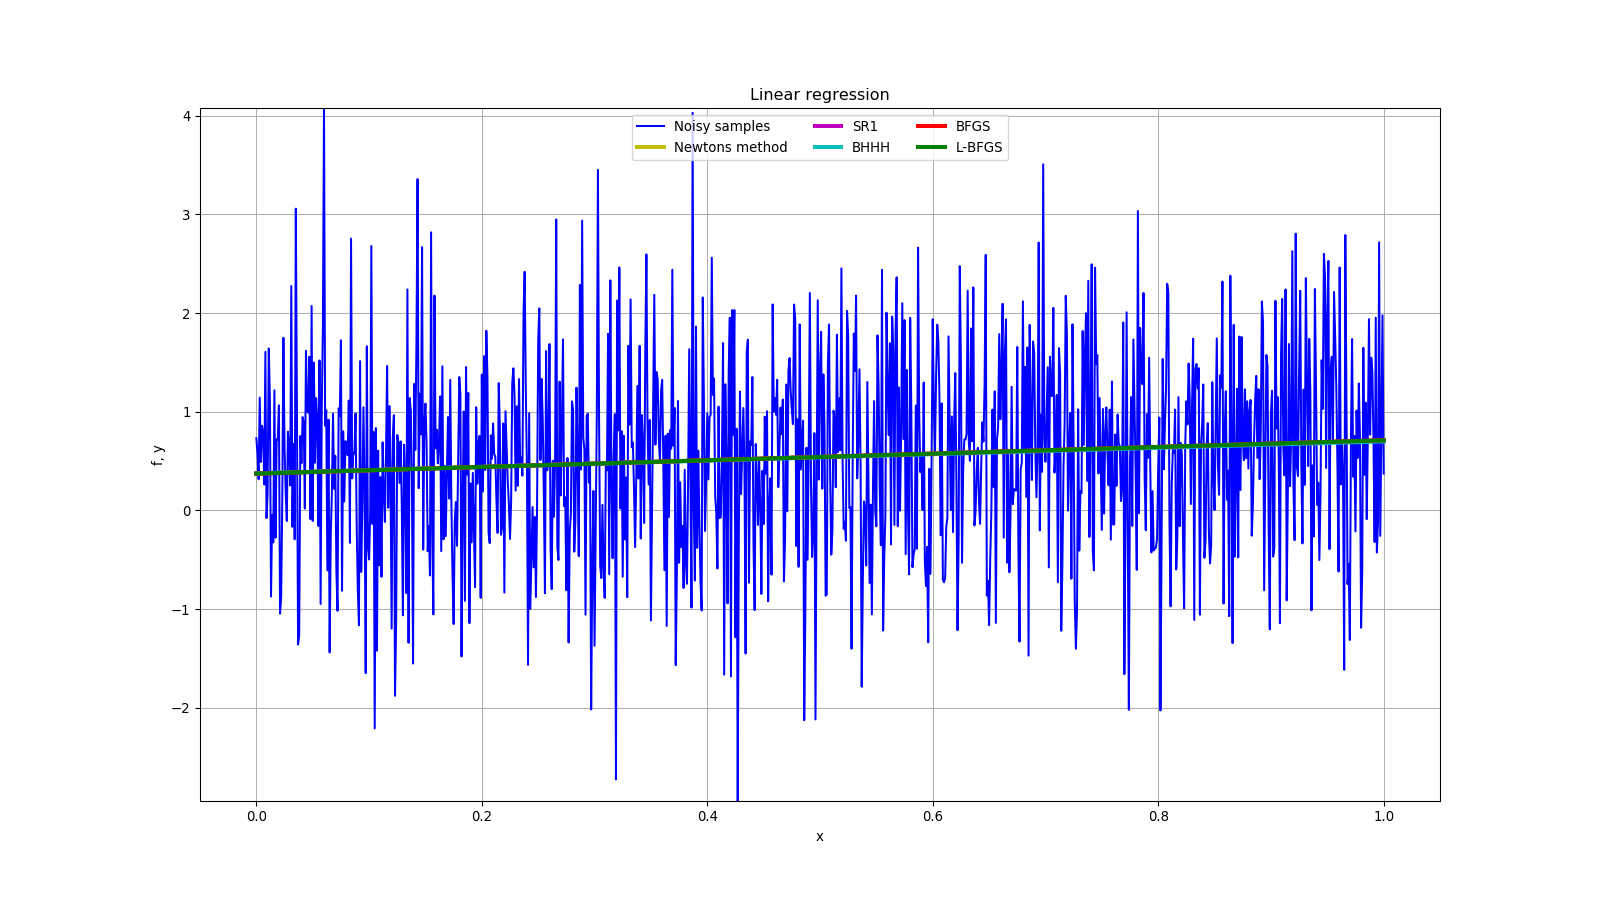 Linear regression
Noisy samples
Newtons method
SR1
BHHH
BFGS
L-BFGS
f, y
4
3
2
1
0
−1
−2
0.0 0.2 0.4 0.6 0.8 1.0
x